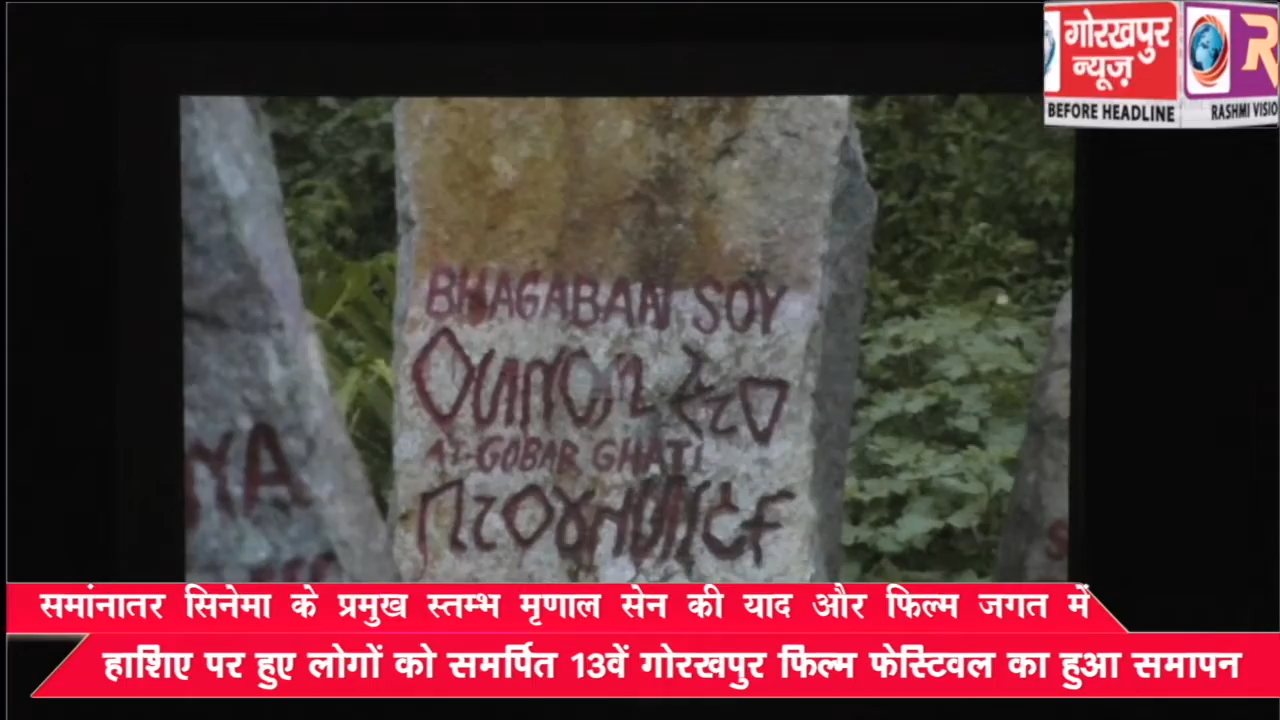 गोरखपुर
न्यूज़
BEFORE HEADLINE
RASHMI VISIO
BHAGABAN SOY
AT-GOBAR GHATI
समांनातर सिनेमा के प्रमुख स्तम्भ मृणाल सेन की याद और फिल्म जगत में
हाशिए पर हुए लोगों को समर्पित 13वें गोरखपुर फिल्म फेस्टिवल का हुआ समापन